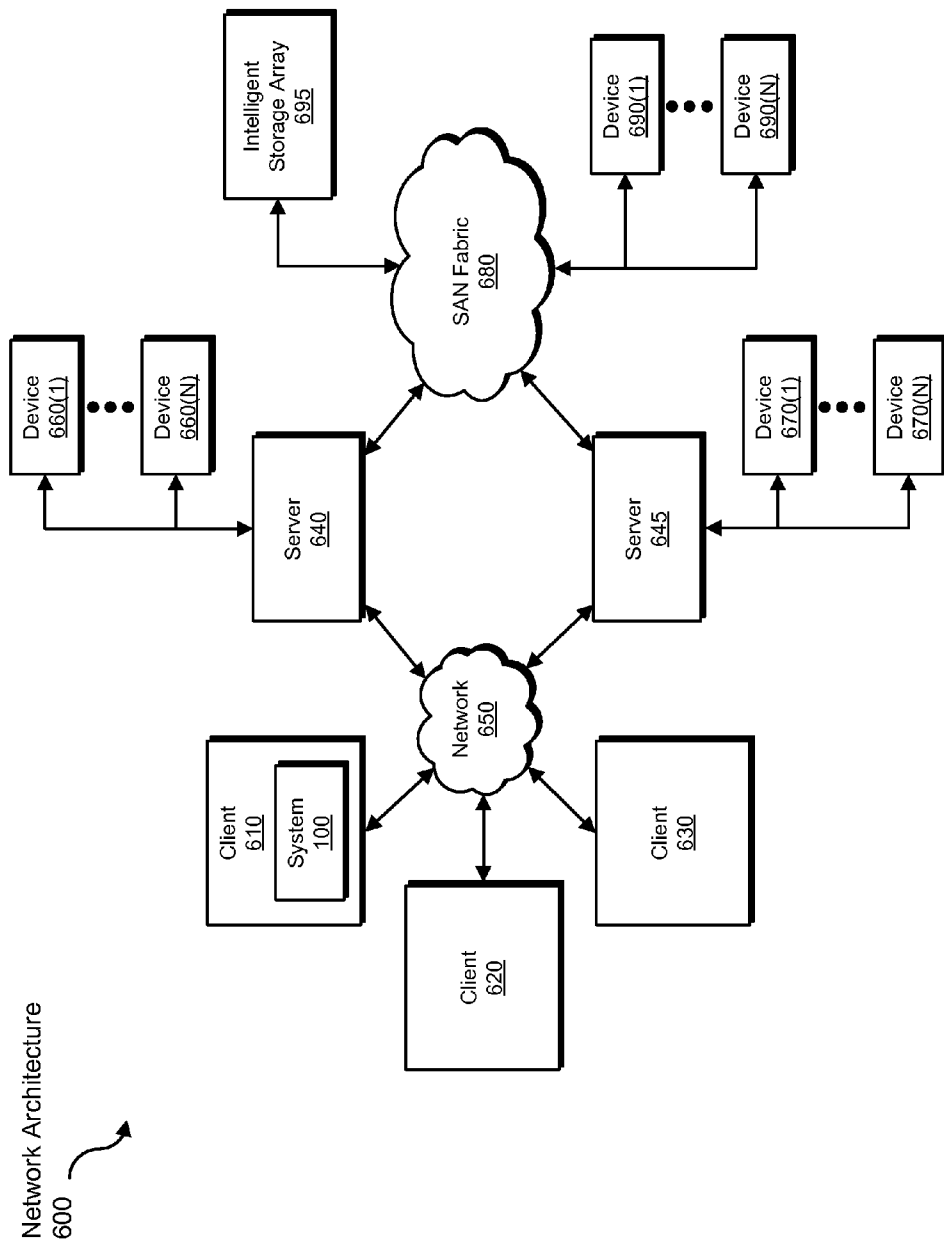 Network Architecture
600
Client
610
System
100
Client
620
Client
630
Network
650
Server
640
Server
645
Device
660(1)
Device
660(N)
Device
670(1)
Device
670(N)
SAN Fabric
680
Intelligent
Storage Array
695
Device
690(1)
Device
690(N)